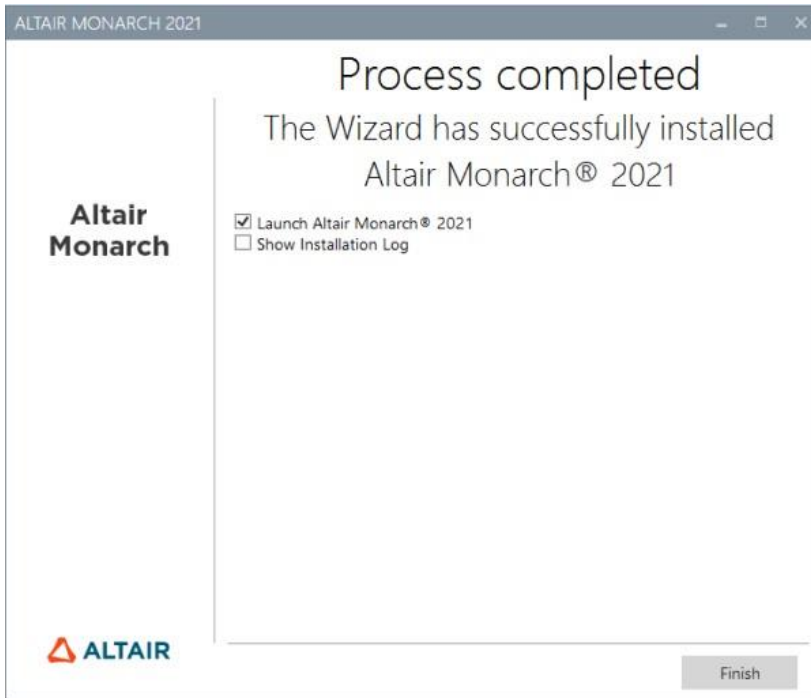 ALTAIR MONARCH 2021
Process completed
The Wizard has successfully installed
Altair Monarch® 2021
Altair
Monarch
Launch Altair Monarch® 2021
Show Installation Log
ALTAIR
Finish